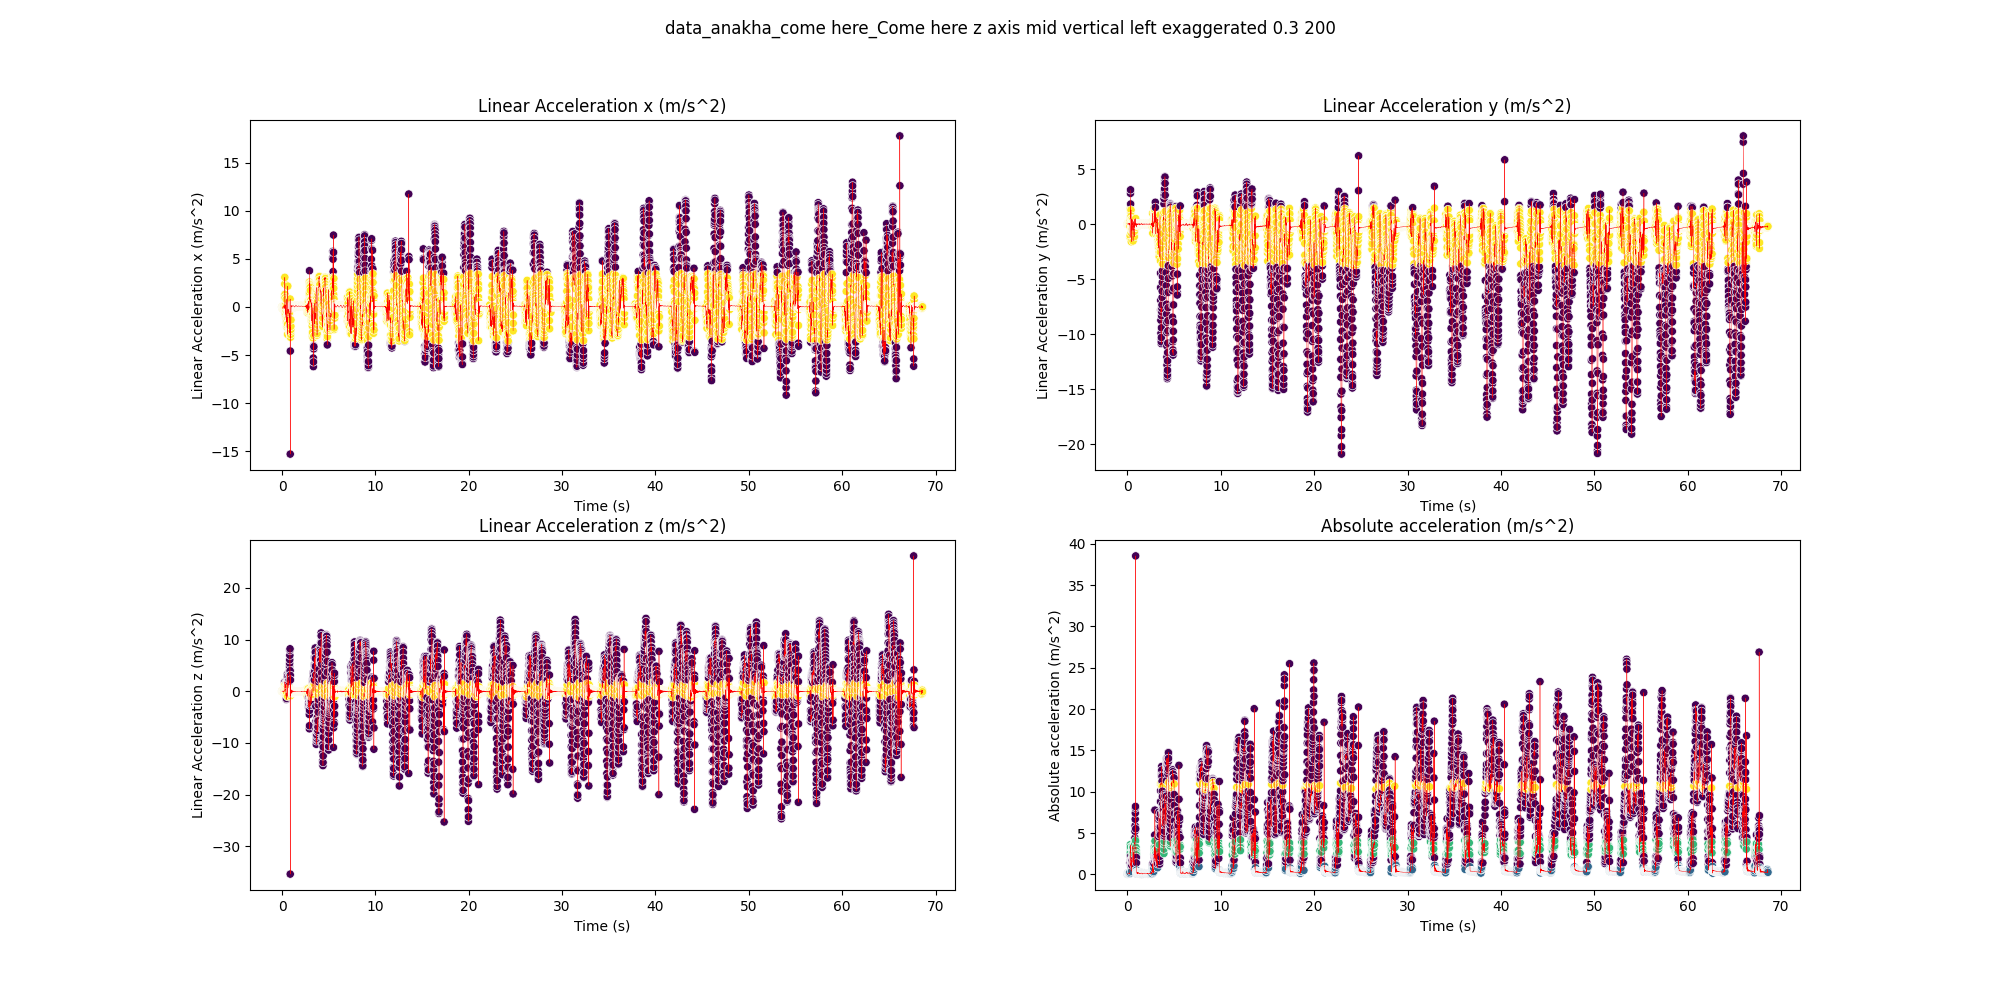 data_anakha_come here_Come here z axis mid vertical left exaggerated 0.3 200
Linear Acceleration x (m/s^2)
Linear Acceleration x (m/s^2)
15
10
5
0
−5
−10
−15
0 10 20 30 40 50 60 70
Time (s)
Linear Acceleration y (m/s^2)
Linear Acceleration y (m/s^2)
5
0
−5
−10
−15
−20
0 10 20 30 40 50 60 70
Time (s)
Linear Acceleration z (m/s^2)
Linear Acceleration z (m/s^2)
20
10
0
−10
−20
−30
0 10 20 30 40 50 60 70
Time (s)
Absolute acceleration (m/s^2)
Absolute acceleration (m/s^2)
40
35
30
25
20
15
10
5
0
0 10 20 30 40 50 60 70
Time (s)